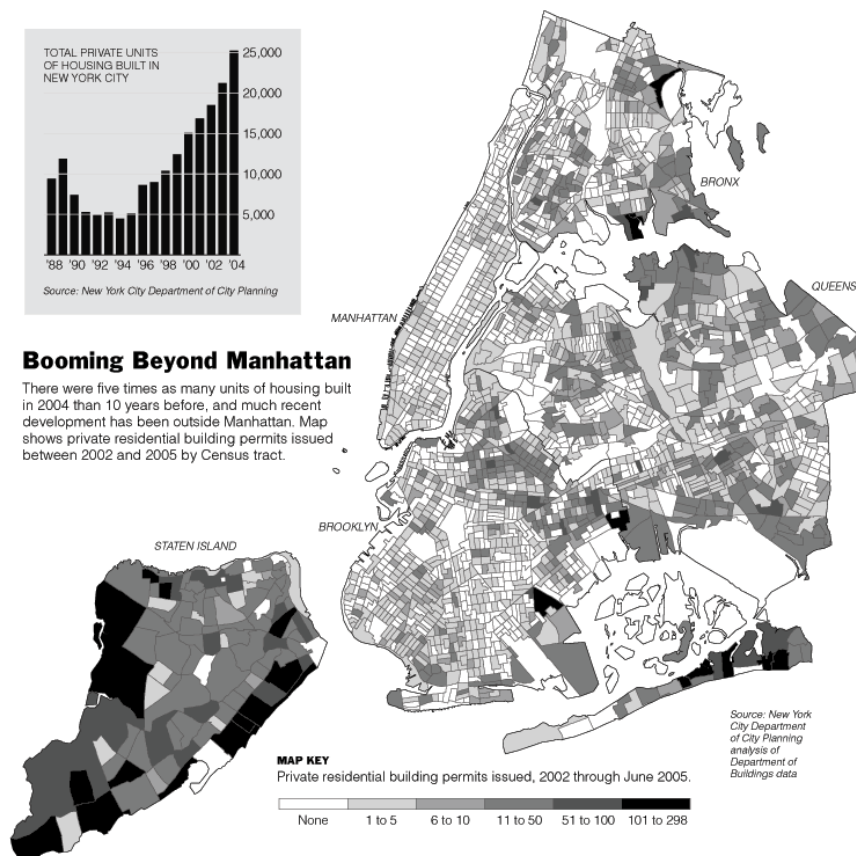 TOTAL PRIVATE UNITS
OF HOUSING BUILT IN
NEW YORK CITY
25,000
20,000
15,000
10,000
5,000
'88 '90 '92 '94 '96 '98 '00 '02 '04
Source: New York City Department of City Planning
Booming Beyond Manhattan
There were five times as many units of housing built
in 2004 than 10 years before, and much recent
development has been outside Manhattan. Map
shows private residential building permits issued
between 2002 and 2005 by Census tract.
BRONX
QUEENS
MANHATTAN
BROOKLYN
STATEN ISLAND
Source: New York
City Department
of City Planning
analysis of
Department of
Buildings data
MAP KEY
Private residential building permits issued, 2002 through June 2005.
None 1 to 5 6 to 10 11 to 50 51 to 100 101 to 298